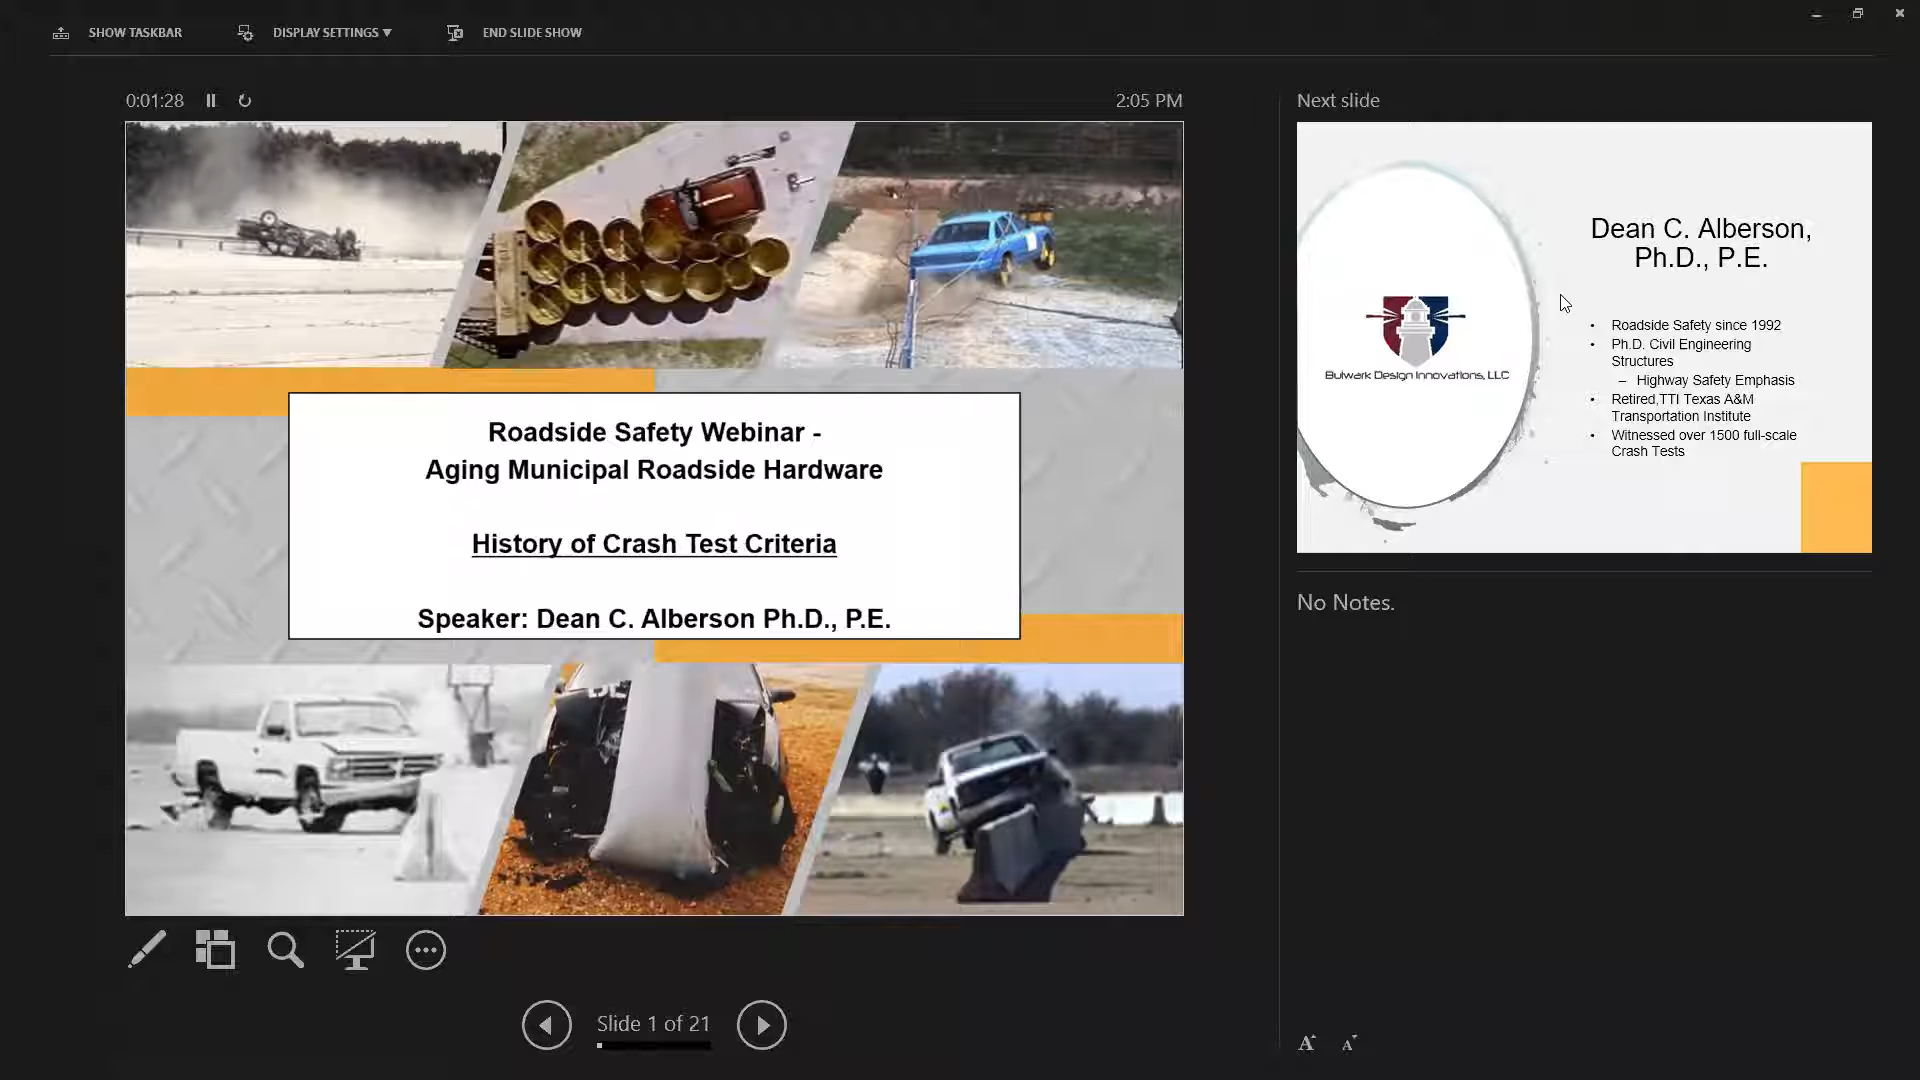 SHOW TASKBAR
DISPLAY SETTINGS ▼
END SLIDE SHOW
0:01:28
2:05 PM
Roadside Safety Webinar -
Aging Municipal Roadside Hardware
History of Crash Test Criteria
Speaker: Dean C. Alberson Ph.D., P.E.
Slide 1 of 21
Next slide
Bulwark Design Innovations, LLC
Dean C. Alberson,
Ph.D., P.E.
• Roadside Safety since 1992
• Ph.D. Civil Engineering
Structures
– Highway Safety Emphasis
• Retired,TTI Texas A&M
Transportation Institute
• Witnessed over 1500 full-scale
Crash Tests
No Notes.
A A